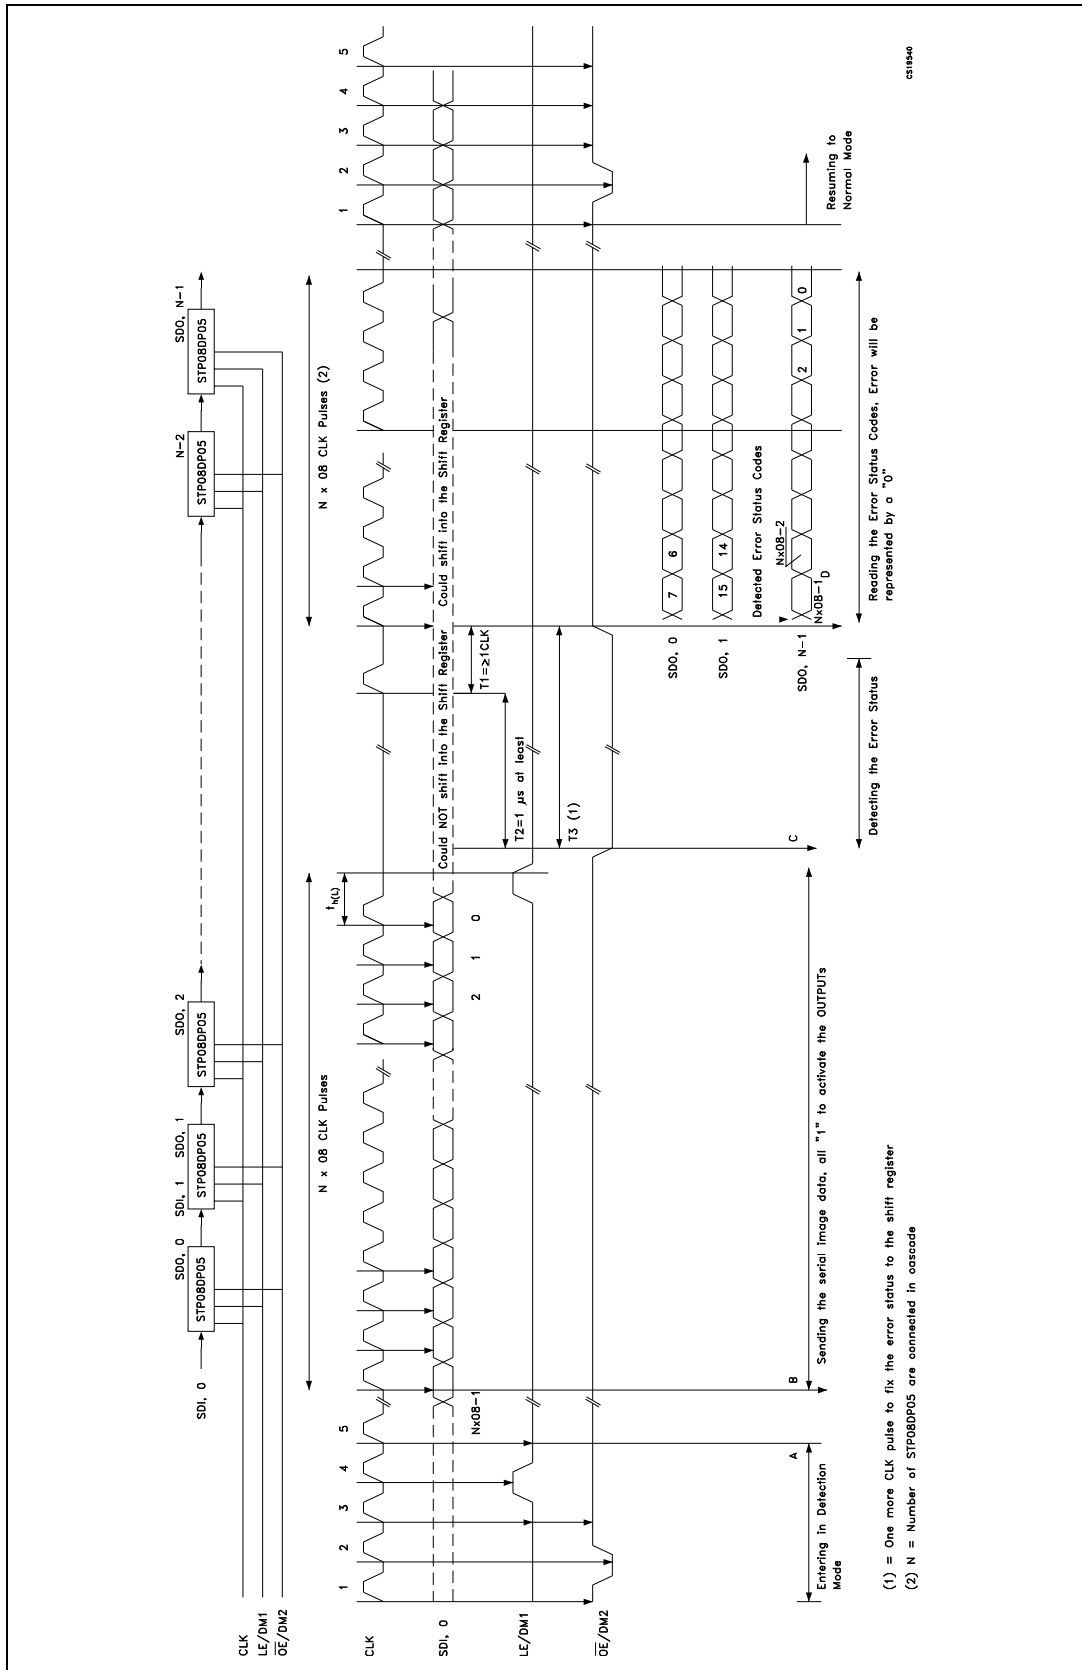 SDI, 0
STP08DP05
SDO, 0
SDI, 1
STP08DP05
SDO, 1
STP08DP05
SDO, 2
STP08DP05
N-2
STP08DP05
SDO, N-1
CLK
LE/DM1
OE/DM2
N x 08 CLK Pulses
N x 08 CLK Pulses (2)
1 2 3 4 5
1 2 3 4 5
CLK
th(L)
SDI, 0
Could NOT shift into the Shift Register
Could shift into the Shift Register
Nx08-1
2 1 0
T1=≥1CLK
T2=1 µs at least
LE/DM1
T3 (1)
OE/DM2
SDO, 0
7 6
SDO, 1
15 14
Detected Error Status Codes
Nx08-2
SDO, N-1
2 1 0
Nx08-1
D
A
B
C
Entering in Detection
Mode
Sending the serial image data, all "1" to activate the OUTPUTs
Detecting the Error Status
Reading the Error Status Codes, Error will be
represented by a "0"
Resuming to
Normal Mode
(1) = One more CLK pulse to fix the error status to the shift register
(2) N = Number of STP08DP05 are connected in cascade
CS19540